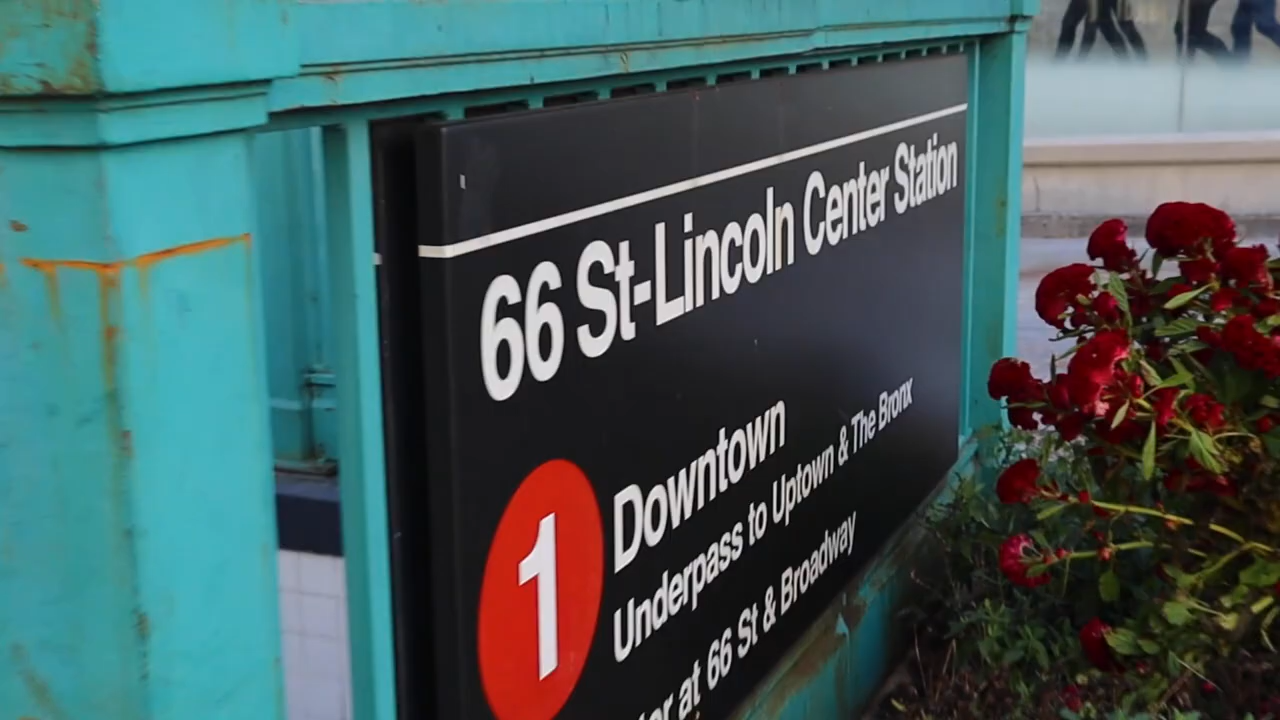 66 St-Lincoln Center Station
1
Downtown
Underpass to Uptown & The Bronx
at 66 St & Broadway